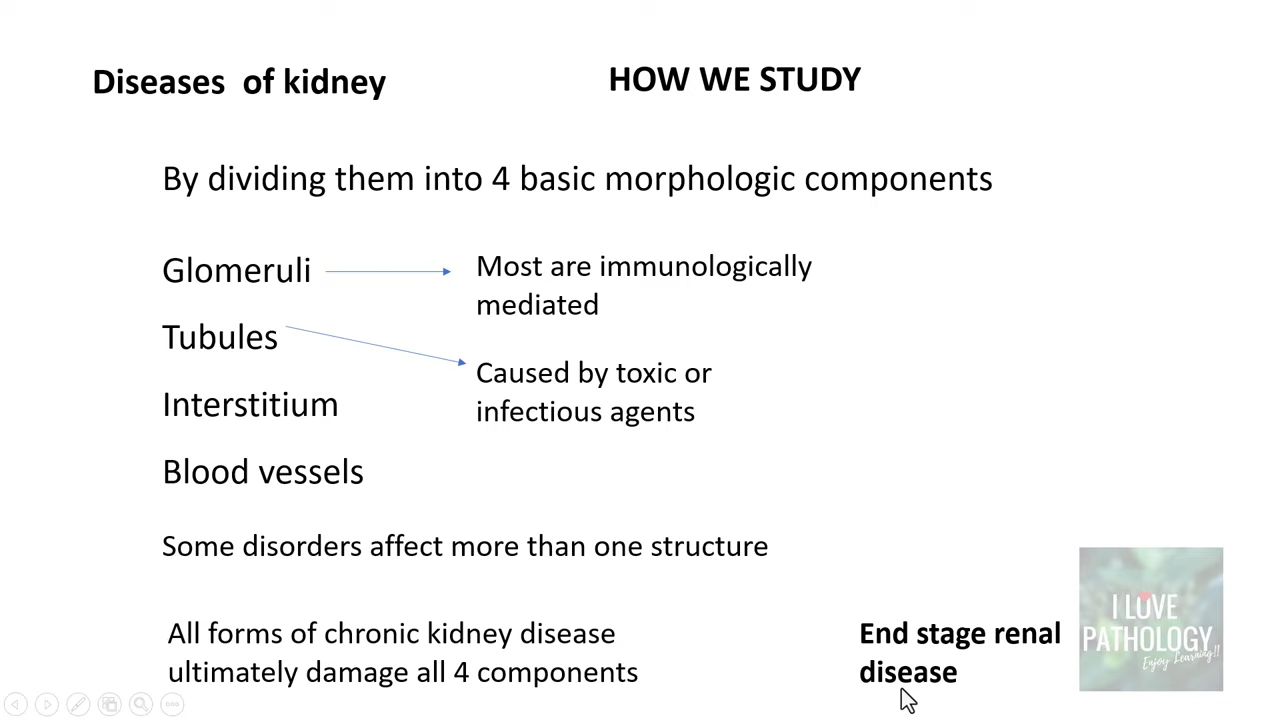 Diseases  of kidney
HOW WE STUDY
By dividing them into 4 basic morphologic components
Glomeruli
Most are immunologically
mediated
Tubules
Caused by toxic or
infectious agents
Interstitium
Blood vessels
Some disorders affect more than one structure
All forms of chronic kidney disease
ultimately damage all 4 components
End stage renal
disease
I LOVE
PATHOLOGY
Enjoy Learning!!